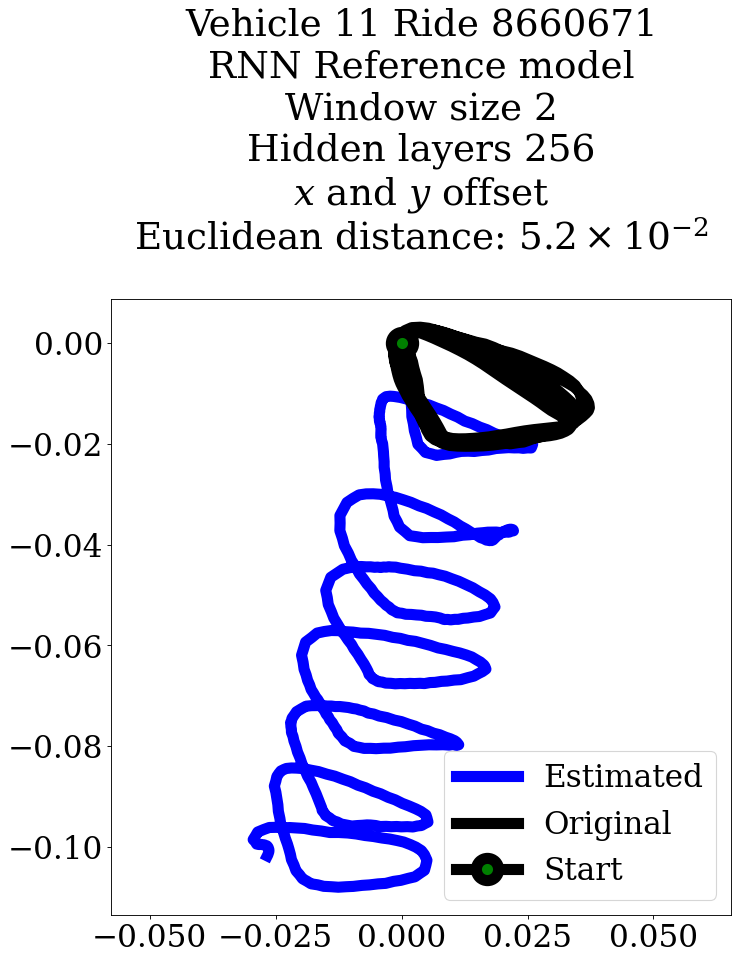 Vehicle 11 Ride 8660671
RNN Reference model
Window size 2
Hidden layers 256
x and y offset
Euclidean distance: 5.2 × 10⁻²
0.00
−0.02
−0.04
−0.06
−0.08
−0.10
Estimated
Original
Start
−0.050 −0.025 0.000 0.025 0.050